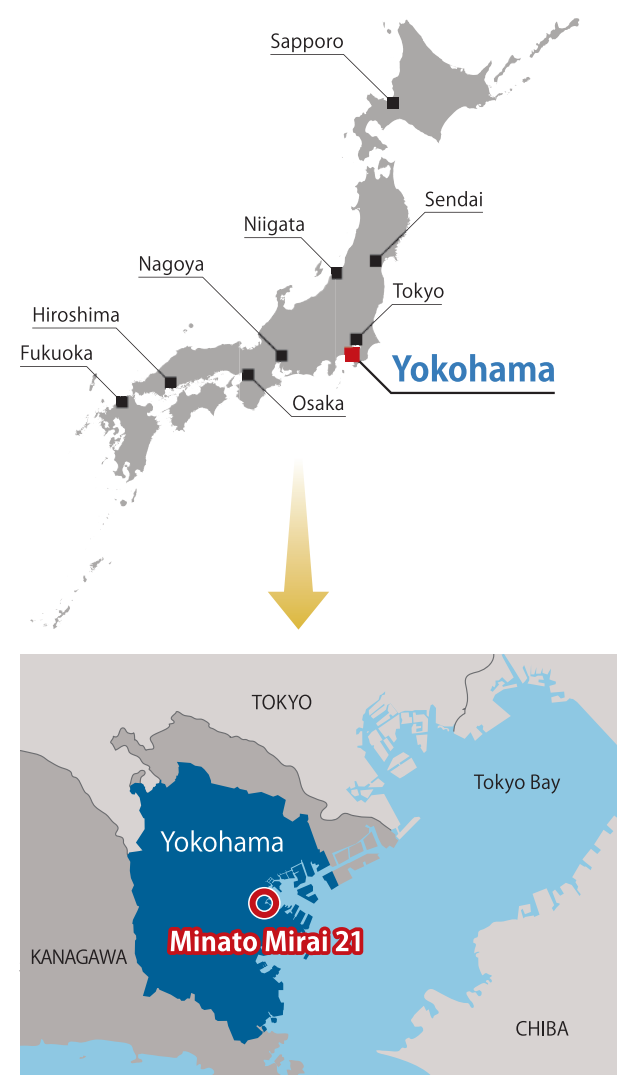 Sapporo
Sendai
Niigata
Nagoya
Tokyo
Hiroshima
Fukuoka
Yokohama
Osaka
TOKYO
Tokyo Bay
Yokohama
Minato Mirai 21
KANAGAWA
CHIBA